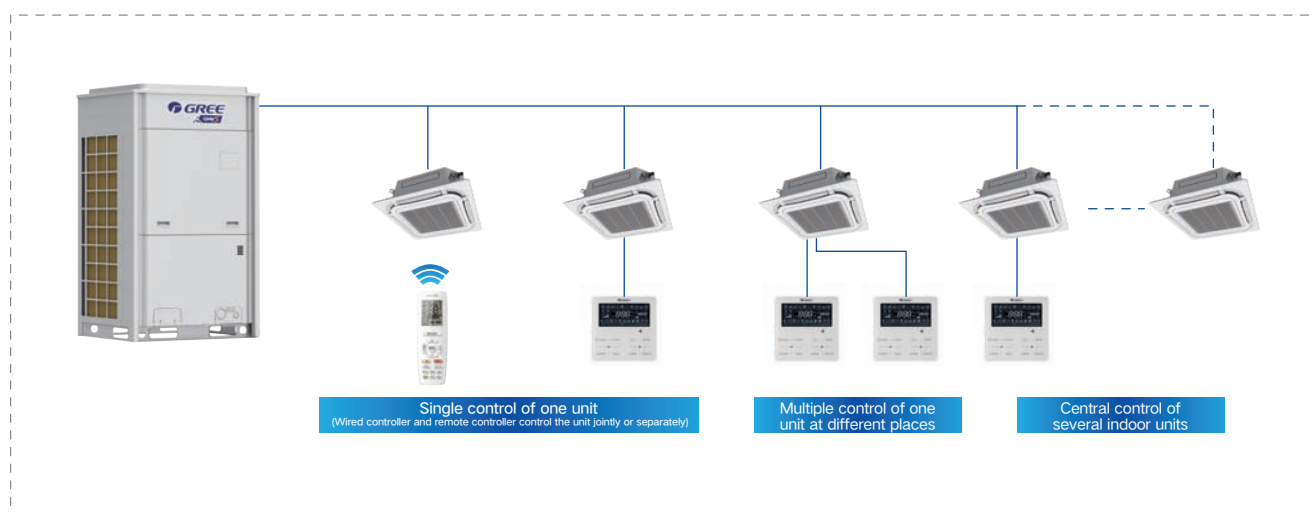 GREE
Single control of one unit
(Wired controller and remote controller control the unit jointly or separately)
Multiple control of one
unit at different places
Central control of
several indoor units